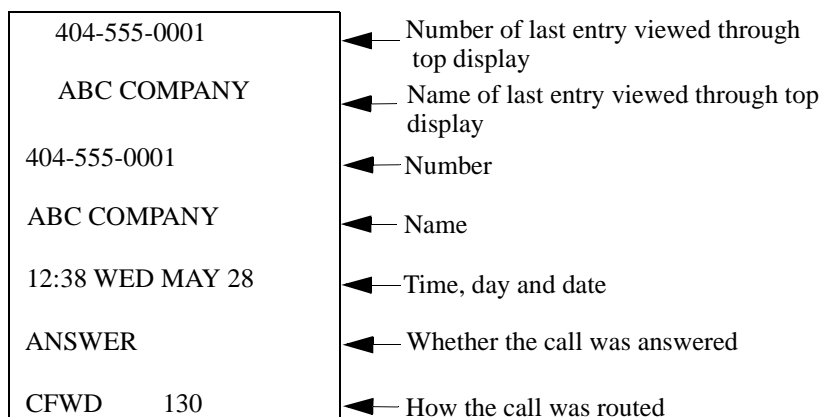 404-555-0001
Number of last entry viewed through
top display
ABC COMPANY
Name of last entry viewed through top
display
404-555-0001
Number
ABC COMPANY
Name
12:38 WED MAY 28
Time, day and date
ANSWER
Whether the call was answered
CFWD 130
How the call was routed